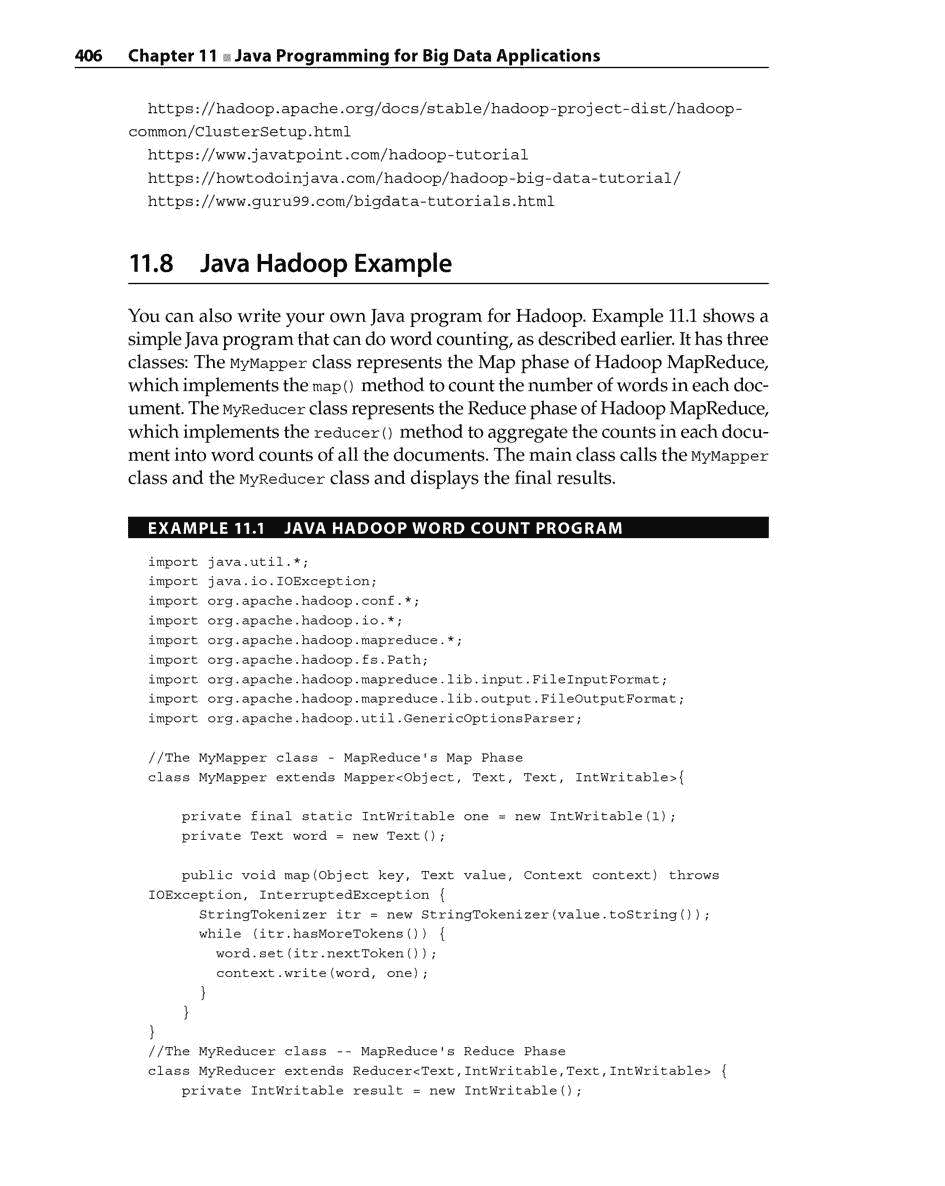 406 Chapter 11 ■ Java Programming for Big Data Applications
https://hadoop.apache.org/docs/stable/hadoop-project-dist/hadoop-
common/ClusterSetup.html
https://www.javatpoint.com/hadoop-tutorial
https://howtodoinjava.com/hadoop/hadoop-big-data-tutorial/
https://www.guru99.com/bigdata-tutorials.html
11.8 Java Hadoop Example
You can also write your own Java program for Hadoop. Example 11.1 shows a
simple Java program that can do word counting, as described earlier. It has three
classes: The MyMapper class represents the Map phase of Hadoop MapReduce,
which implements the map() method to count the number of words in each doc-
ument. The MyReducer class represents the Reduce phase of Hadoop MapReduce,
which implements the reducer() method to aggregate the counts in each docu-
ment into word counts of all the documents. The main class calls the MyMapper
class and the MyReducer class and displays the final results.
EXAMPLE 11.1 JAVA HADOOP WORD COUNT PROGRAM
import java.util.*;
import java.io.IOException;
import org.apache.hadoop.conf.*;
import org.apache.hadoop.io.*;
import org.apache.hadoop.mapreduce.*;
import org.apache.hadoop.fs.Path;
import org.apache.hadoop.mapreduce.lib.input.FileInputFormat;
import org.apache.hadoop.mapreduce.lib.output.FileOutputFormat;
import org.apache.hadoop.util.GenericOptionsParser;
//The MyMapper class - MapReduce's Map Phase
class MyMapper extends Mapper<Object, Text, Text, IntWritable>{
private final static IntWritable one = new IntWritable(1);
private Text word = new Text();
public void map(Object key, Text value, Context context) throws
IOException, InterruptedException {
StringTokenizer itr = new StringTokenizer(value.toString());
while (itr.hasMoreTokens()) {
word.set(itr.nextToken());
context.write(word, one);
}
}
}
//The MyReducer class -- MapReduce's Reduce Phase
class MyReducer extends Reducer<Text,IntWritable,Text,IntWritable> {
private IntWritable result = new IntWritable();